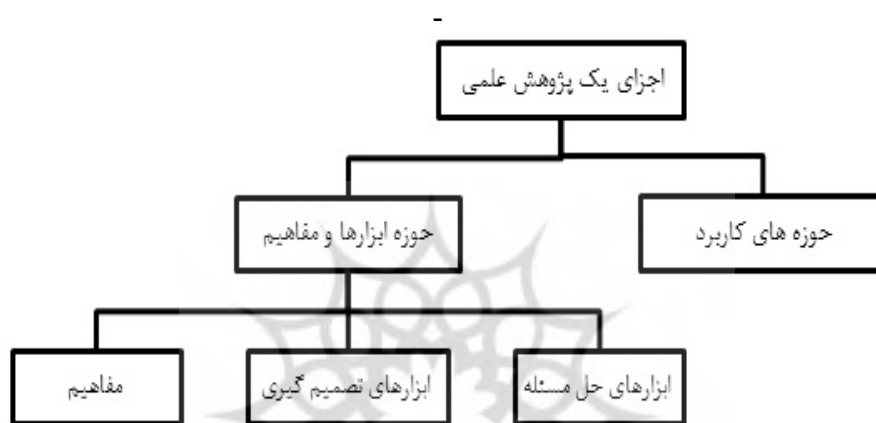 اجزای یک پژوهش علمی
حوزه های کاربرد
حوزه ابزارها و مفاهیم
ابزارهای حل مسئله
ابزارهای تصمیم گیری
مفاهیم